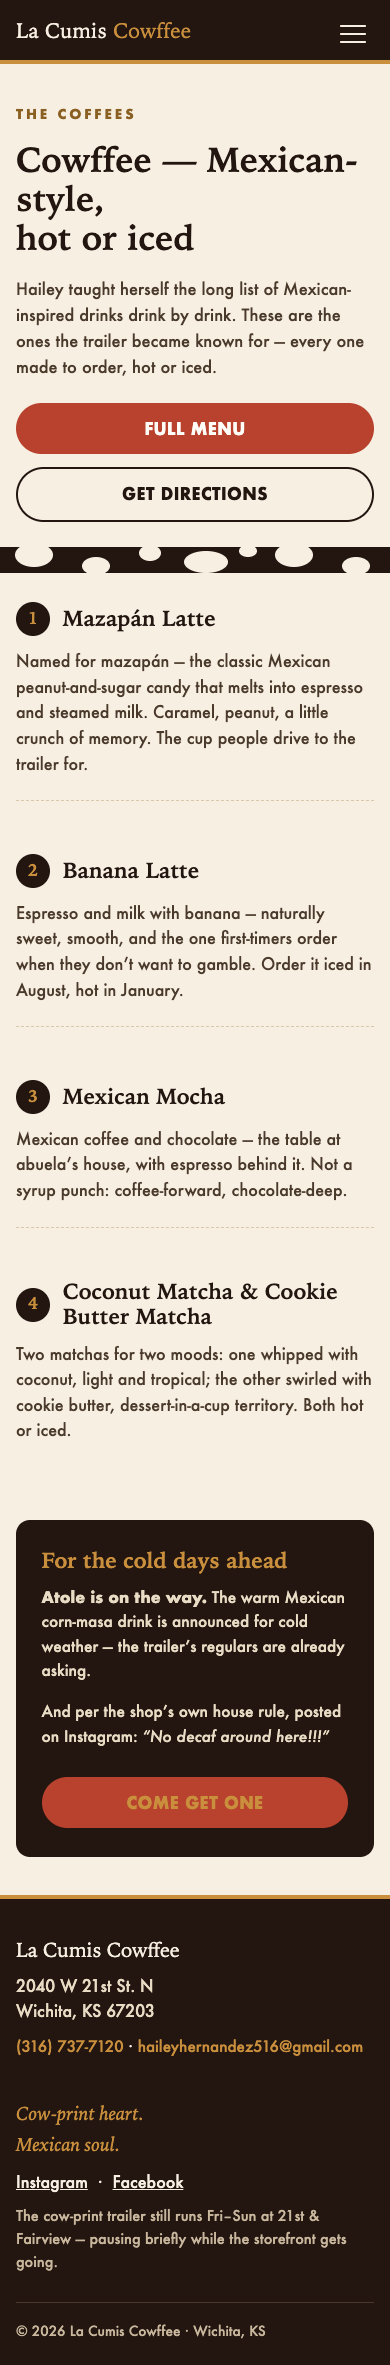 La Cumis Cowffee
THE COFFEES
Cowffee — Mexican-
style,
hot or iced
Hailey taught herself the long list of Mexican-
inspired drinks drink by drink. These are the
ones the trailer became known for — every one
made to order, hot or iced.
FULL MENU
GET DIRECTIONS
1 Mazapán Latte
Named for mazapán — the classic Mexican
peanut-and-sugar candy that melts into espresso
and steamed milk. Caramel, peanut, a little
crunch of memory. The cup people drive to the
trailer for.
2 Banana Latte
Espresso and milk with banana — naturally
sweet, smooth, and the one first-timers order
when they don’t want to gamble. Order it iced in
August, hot in January.
3 Mexican Mocha
Mexican coffee and chocolate — the table at
abuela’s house, with espresso behind it. Not a
syrup punch: coffee-forward, chocolate-deep.
4 Coconut Matcha & Cookie
Butter Matcha
Two matchas for two moods: one whipped with
coconut, light and tropical; the other swirled with
cookie butter, dessert-in-a-cup territory. Both hot
or iced.
For the cold days ahead
Atole is on the way. The warm Mexican
corn-masa drink is announced for cold
weather — the trailer’s regulars are already
asking.
And per the shop’s own house rule, posted
on Instagram: “No decaf around here!!!”
COME GET ONE
La Cumis Cowffee
2040 W 21st St. N
Wichita, KS 67203
(316) 737-7120 · haileyhernandez516@gmail.com
Cow-print heart.
Mexican soul.
Instagram · Facebook
The cow-print trailer still runs Fri–Sun at 21st &
Fairview — pausing briefly while the storefront gets
going.
© 2026 La Cumis Cowffee · Wichita, KS